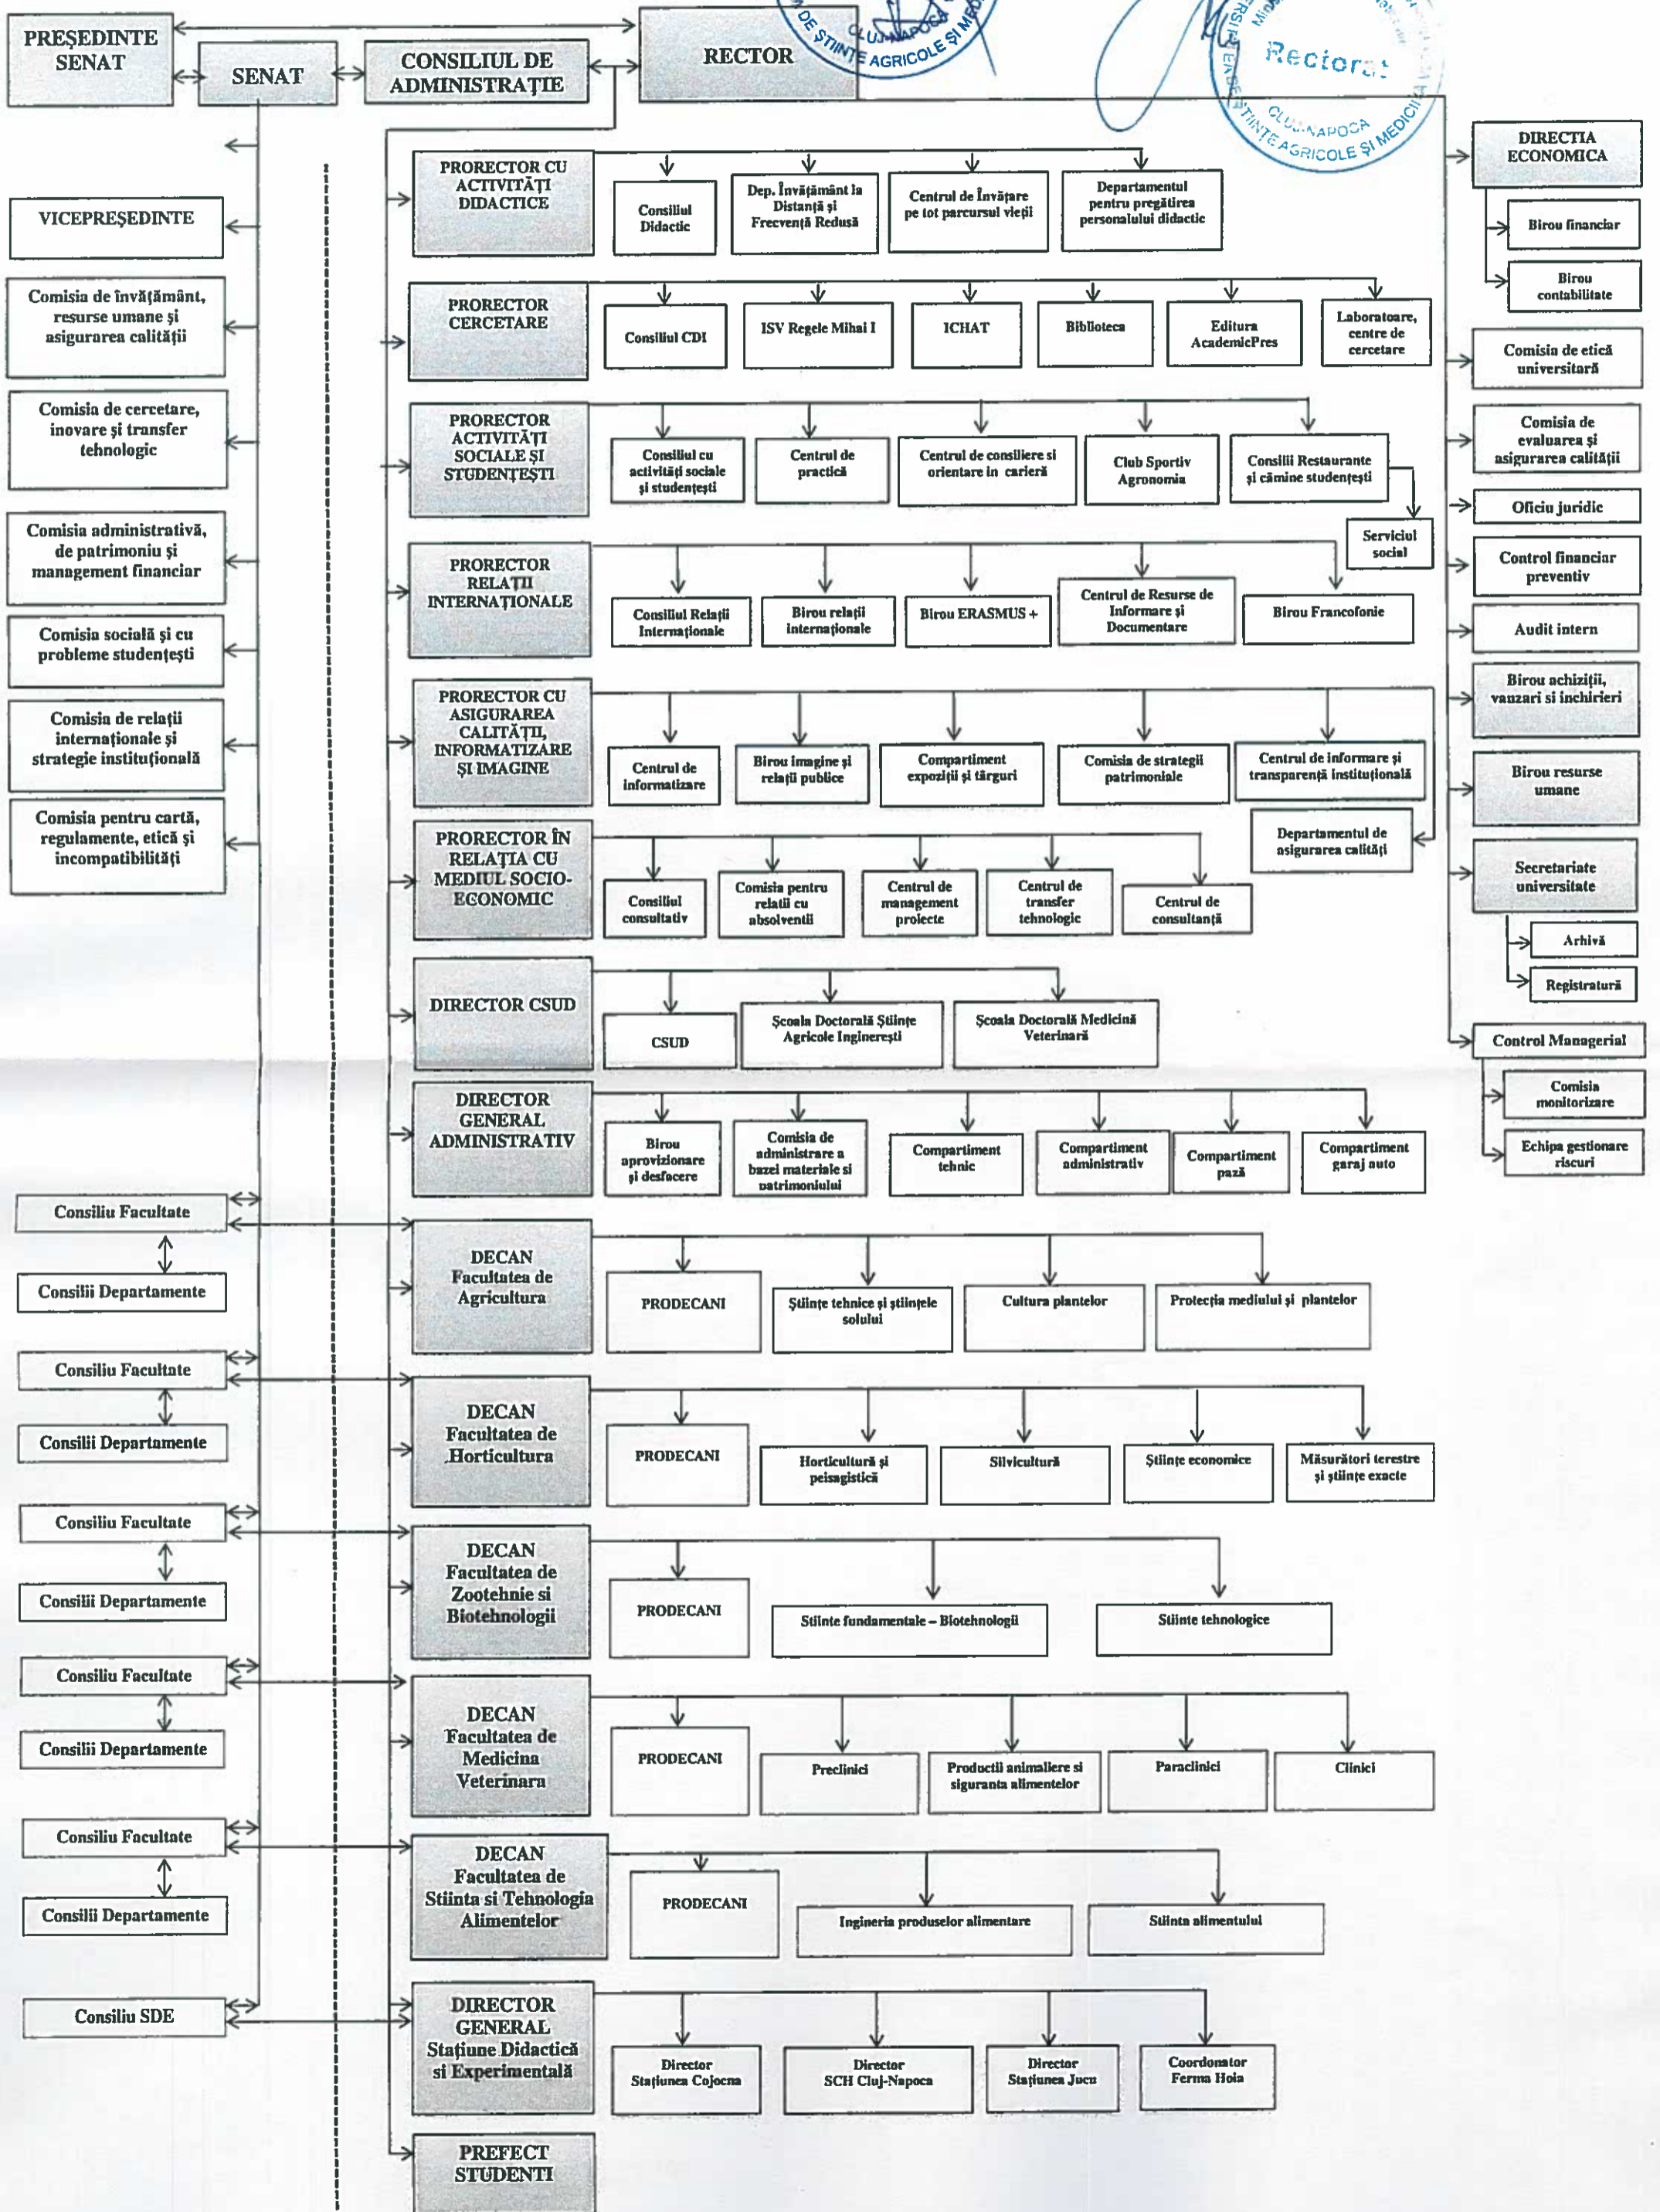 PREŞEDINTE
SENAT
SENAT
CONSILIUL DE
ADMINISTRAŢIE
RECTOR
CLUJ-NAPOCA
DE ŞTIINŢE AGRICOLE ŞI
Rectorat
CLUJ-NAPOCA
ŞTIINŢE AGRICOLE ŞI MEDICINĂ
VICEPREŞEDINTE
Comisia de învăţământ,
resurse umane şi
asigurarea calităţii
Comisia de cercetare,
inovare şi transfer
tehnologic
Comisia administrativă,
de patrimoniu şi
management financiar
Comisia socială şi cu
probleme studenţeşti
Comisia de relaţii
internaţionale şi
strategie instituţională
Comisia pentru cartă,
regulamente, etică şi
incompatibilităţi
PRORECTOR CU
ACTIVITĂŢI
DIDACTICE
Consiliul
Didactic
Dep. Învăţământ la
Distanţă şi
Frecvenţă Redusă
Centrul de Învăţare
pe tot parcursul vieţii
Departamentul
pentru pregătirea
personalului didactic
PRORECTOR
CERCETARE
Consiliul CDI
ISV Regele Mihai I
ICHAT
Biblioteca
Editura
AcademicPres
Laboratoare,
centre de
cercetare
PRORECTOR
ACTIVITĂŢI
SOCIALE ŞI
STUDENŢEŞTI
Consiliul cu
activităţi sociale
şi studenţeşti
Centrul de
practică
Centrul de consiliere si
orientare in carieră
Club Sportiv
Agronomia
Consilii Restaurante
şi cămine studenţeşti
Serviciul
social
PRORECTOR
RELAŢII
INTERNAŢIONALE
Consiliul Relaţii
Internaţionale
Birou relaţii
internaţionale
Birou ERASMUS +
Centrul de Resurse de
Informare şi
Documentare
Birou Francofonie
PRORECTOR CU
ASIGURAREA
CALITĂŢII,
INFORMATIZARE
ŞI IMAGINE
Centrul de
informatizare
Birou imagine şi
relaţii publice
Compartiment
expoziţii şi târguri
Comisia de strategii
patrimoniale
Centrul de informare şi
transparenţă instituţională
Departamentul de
asigurarea calităţi
PRORECTOR ÎN
RELAŢIA CU
MEDIUL SOCIO-
ECONOMIC
Consiliul
consultativ
Comisia pentru
relatii cu
absolventii
Centrul de
management
proiecte
Centrul de
transfer
tehnologic
Centrul de
consultanţă
DIRECTOR CSUD
CSUD
Şcoala Doctorală Ştiinţe
Agricole Inginereşti
Şcoala Doctorală Medicină
Veterinară
DIRECTOR
GENERAL
ADMINISTRATIV
Birou
aprovizionare
şi desfacere
Comisia de
administrare a
bazei materiale si
patrimoniului
Compartiment
tehnic
Compartiment
administrativ
Compartiment
pază
Compartiment
garaj auto
DIRECTIA
ECONOMICA
Birou financiar
Birou
contabilitate
Comisia de etică
universitară
Comisia de
evaluarea şi
asigurarea calităţii
Oficiu juridic
Control financiar
preventiv
Audit intern
Birou achiziţii,
vanzari si inchirieri
Birou resurse
umane
Secretariate
universitate
Arhivă
Registratură
Control Managerial
Comisia
monitorizare
Echipa gestionare
riscuri
Consiliu Facultate
Consilii Departamente
DECAN
Facultatea de
Agricultura
PRODECANI
Ştiinţe tehnice şi ştiinţele
solului
Cultura plantelor
Protecţia mediului şi plantelor
Consiliu Facultate
Consilii Departamente
DECAN
Facultatea de
Horticultura
PRODECANI
Horticultură şi
peisagistică
Silvicultură
Ştiinţe economice
Măsurători terestre
şi ştiinţe exacte
Consiliu Facultate
Consilii Departamente
DECAN
Facultatea de
Zootehnie si
Biotehnologii
PRODECANI
Stiinte fundamentale – Biotehnologii
Stiinte tehnologice
Consiliu Facultate
Consilii Departamente
DECAN
Facultatea de
Medicina
Veterinara
PRODECANI
Preclinici
Productii animaliere si
siguranta alimentelor
Paraclinici
Clinici
Consiliu Facultate
Consilii Departamente
DECAN
Facultatea de
Stiinta si Tehnologia
Alimentelor
PRODECANI
Ingineria produselor alimentare
Stiinta alimentului
Consiliu SDE
DIRECTOR
GENERAL
Staţiune Didactică
si Experimentală
Director
Staţiunea Cojocna
Director
SCH Cluj-Napoca
Director
Staţiunea Jucu
Coordonator
Ferma Hoia
PREFECT
STUDENTI